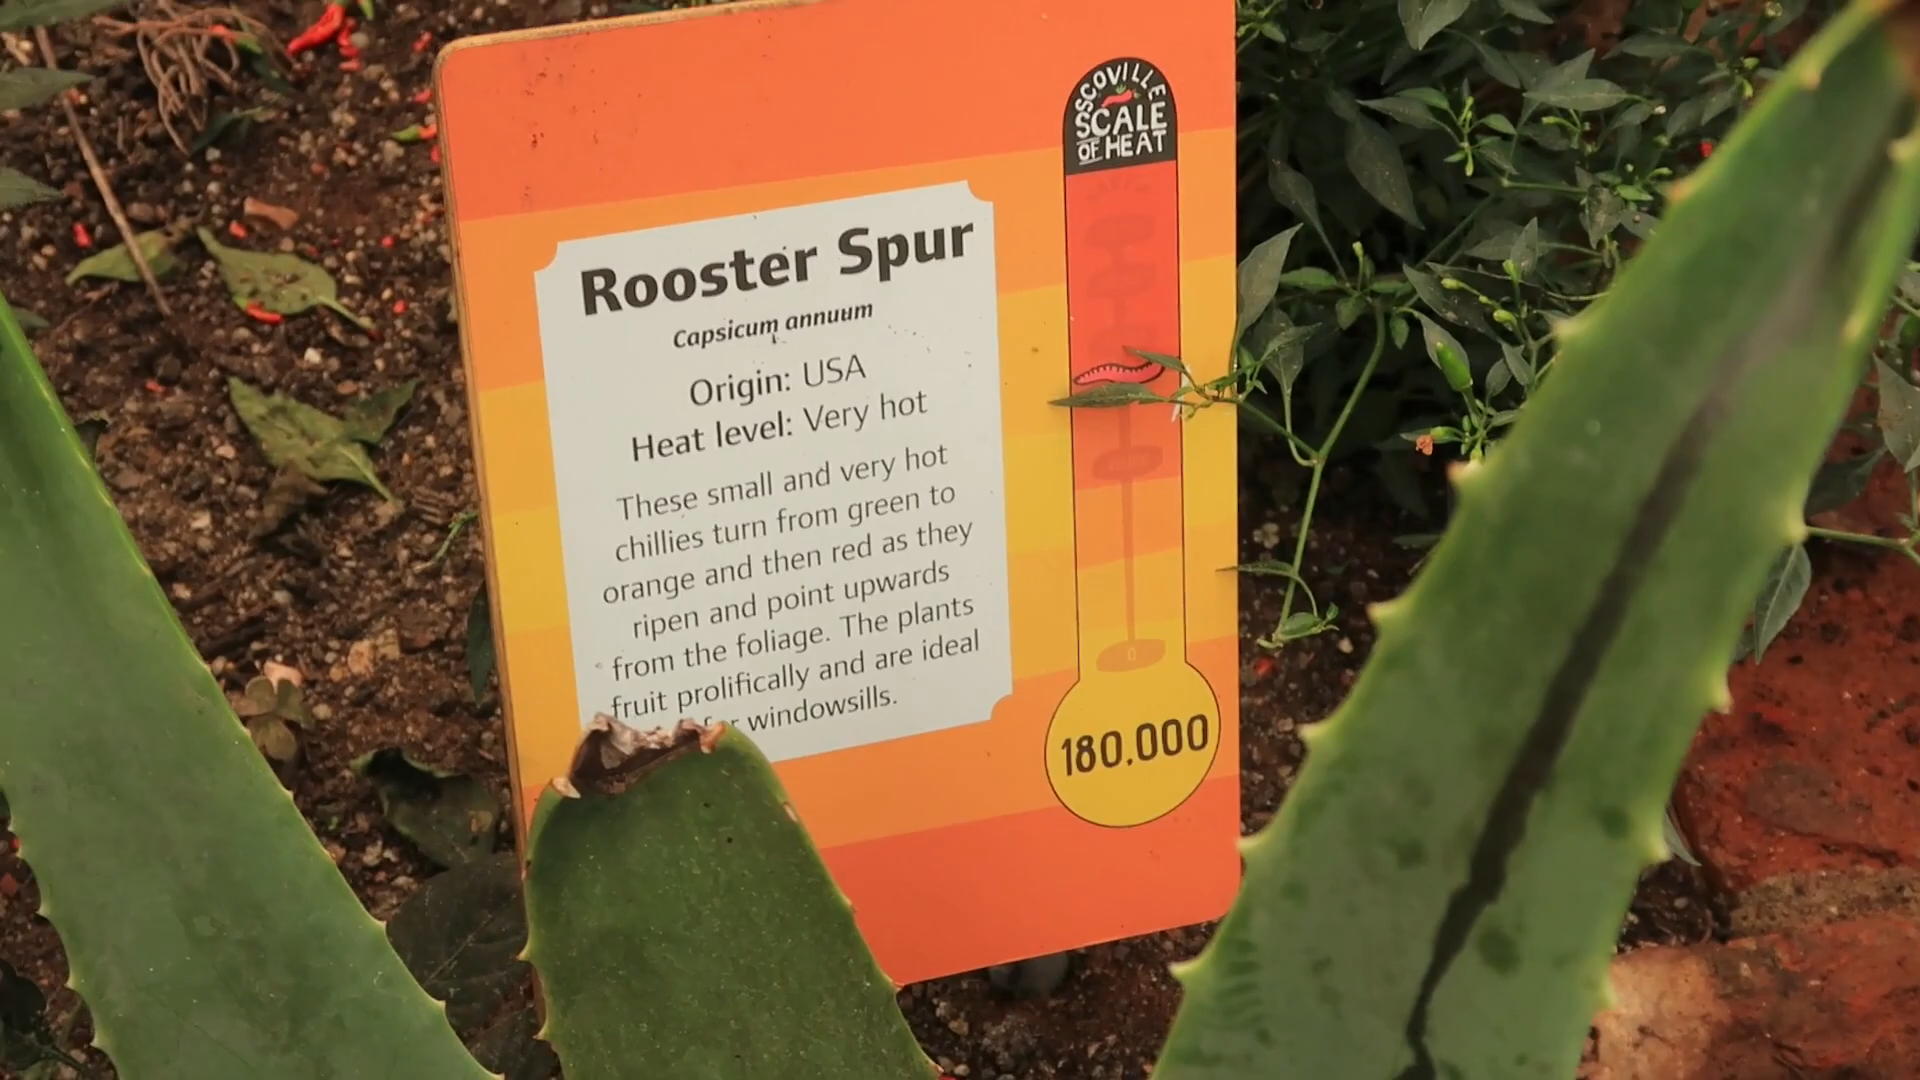 Rooster Spur
Capsicum annuum
Origin: USA
Heat level: Very hot
These small and very hot
chillies turn from green to
orange and then red as they
ripen and point upwards
from the foliage. The plants
fruit prolifically and are ideal
windowsills.
SCOVILLE
SCALE
OF HEAT
0
180,000